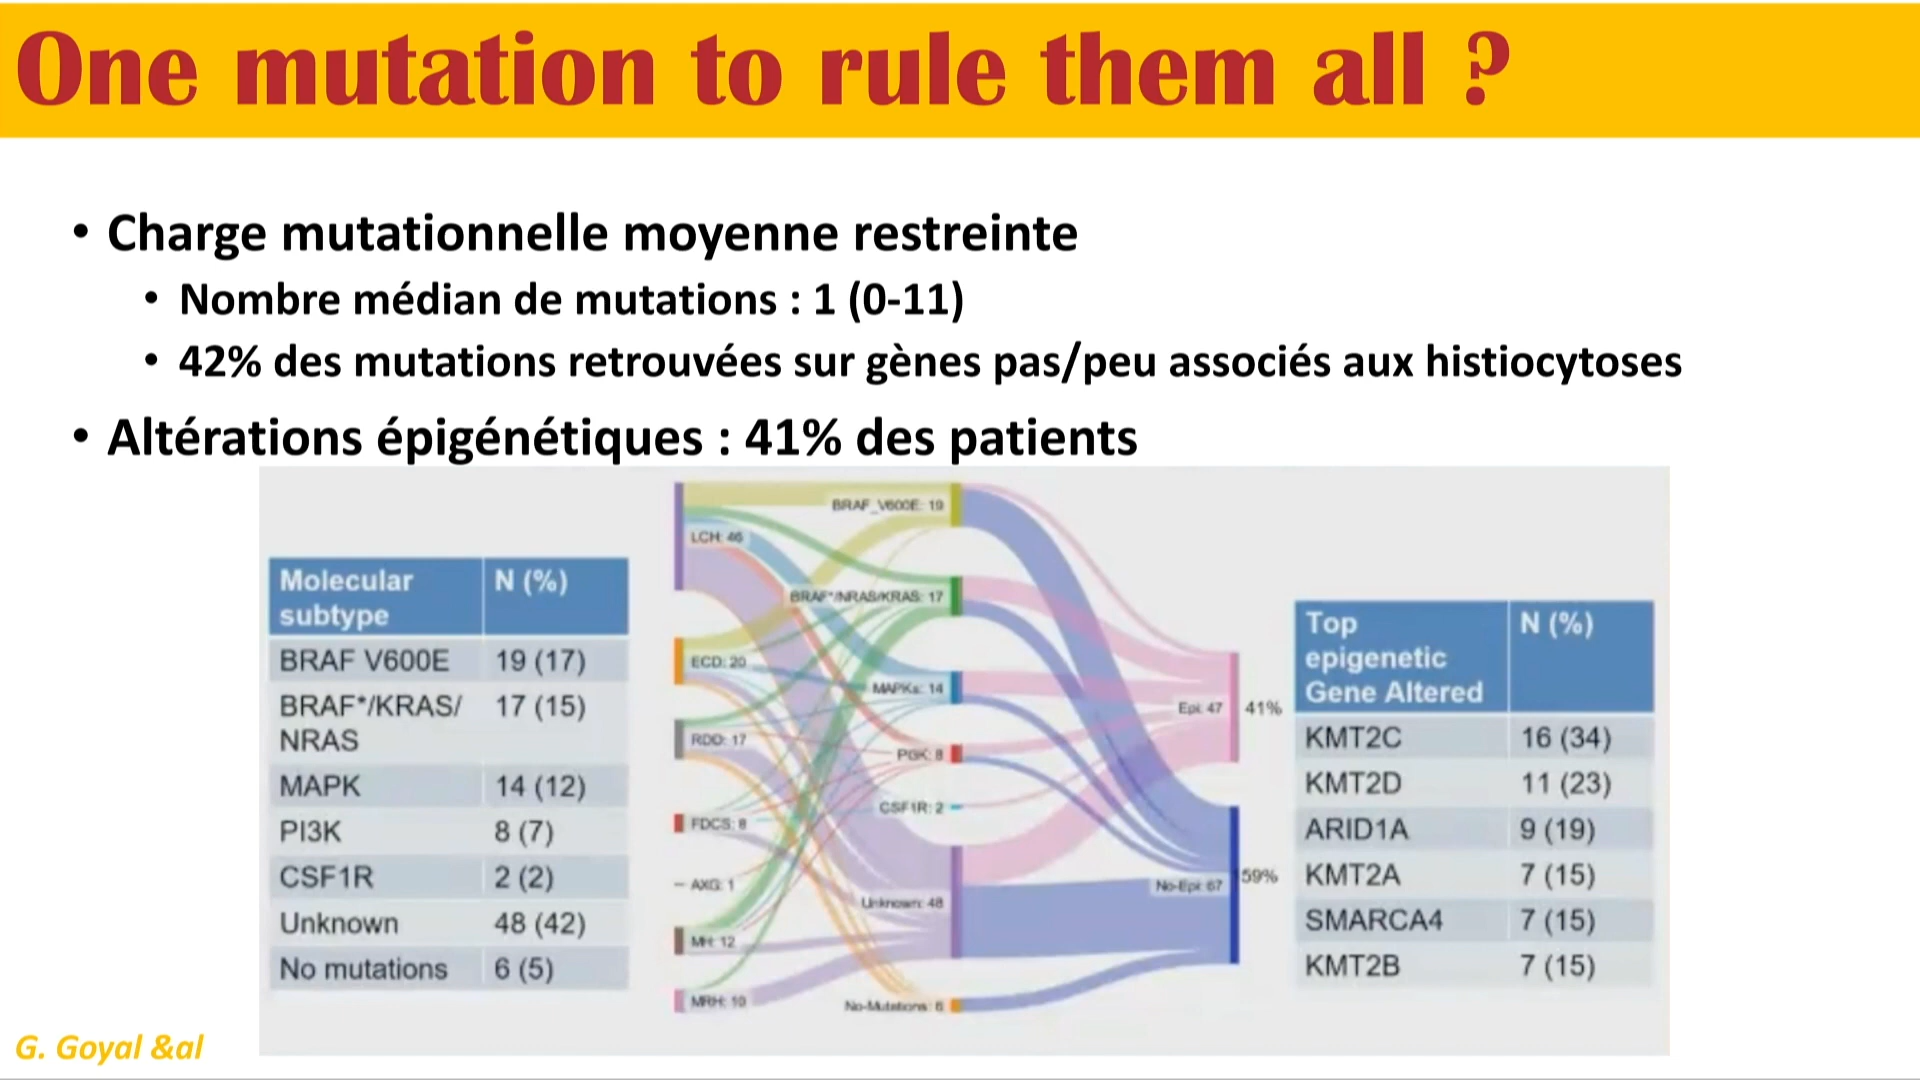 One mutation to rule them all ?
• Charge mutationnelle moyenne restreinte
• Nombre médian de mutations : 1 (0-11)
• 42% des mutations retrouvées sur gènes pas/peu associés aux histiocytoses
• Altérations épigénétiques : 41% des patients
Molecular subtype N (%)
BRAF V600E 19 (17)
BRAF*/KRAS/NRAS 17 (15)
MAPK 14 (12)
PI3K 8 (7)
CSF1R 2 (2)
Unknown 48 (42)
No mutations 6 (5)
LCH: 46
ECD: 20
RDD: 17
FDCS: 8
AXG: 1
MH: 12
MRH: 10
BRAF_V600E: 19
BRAF*/NRAS/KRAS: 17
MAPKs: 14
CSF1R: 2
Unknown: 48
No-Mutations: 6
Epi: 47
41%
No-Epi: 67
59%
Top epigenetic Gene Altered N (%)
KMT2C 16 (34)
KMT2D 11 (23)
ARID1A 9 (19)
KMT2A 7 (15)
SMARCA4 7 (15)
KMT2B 7 (15)
G. Goyal &al